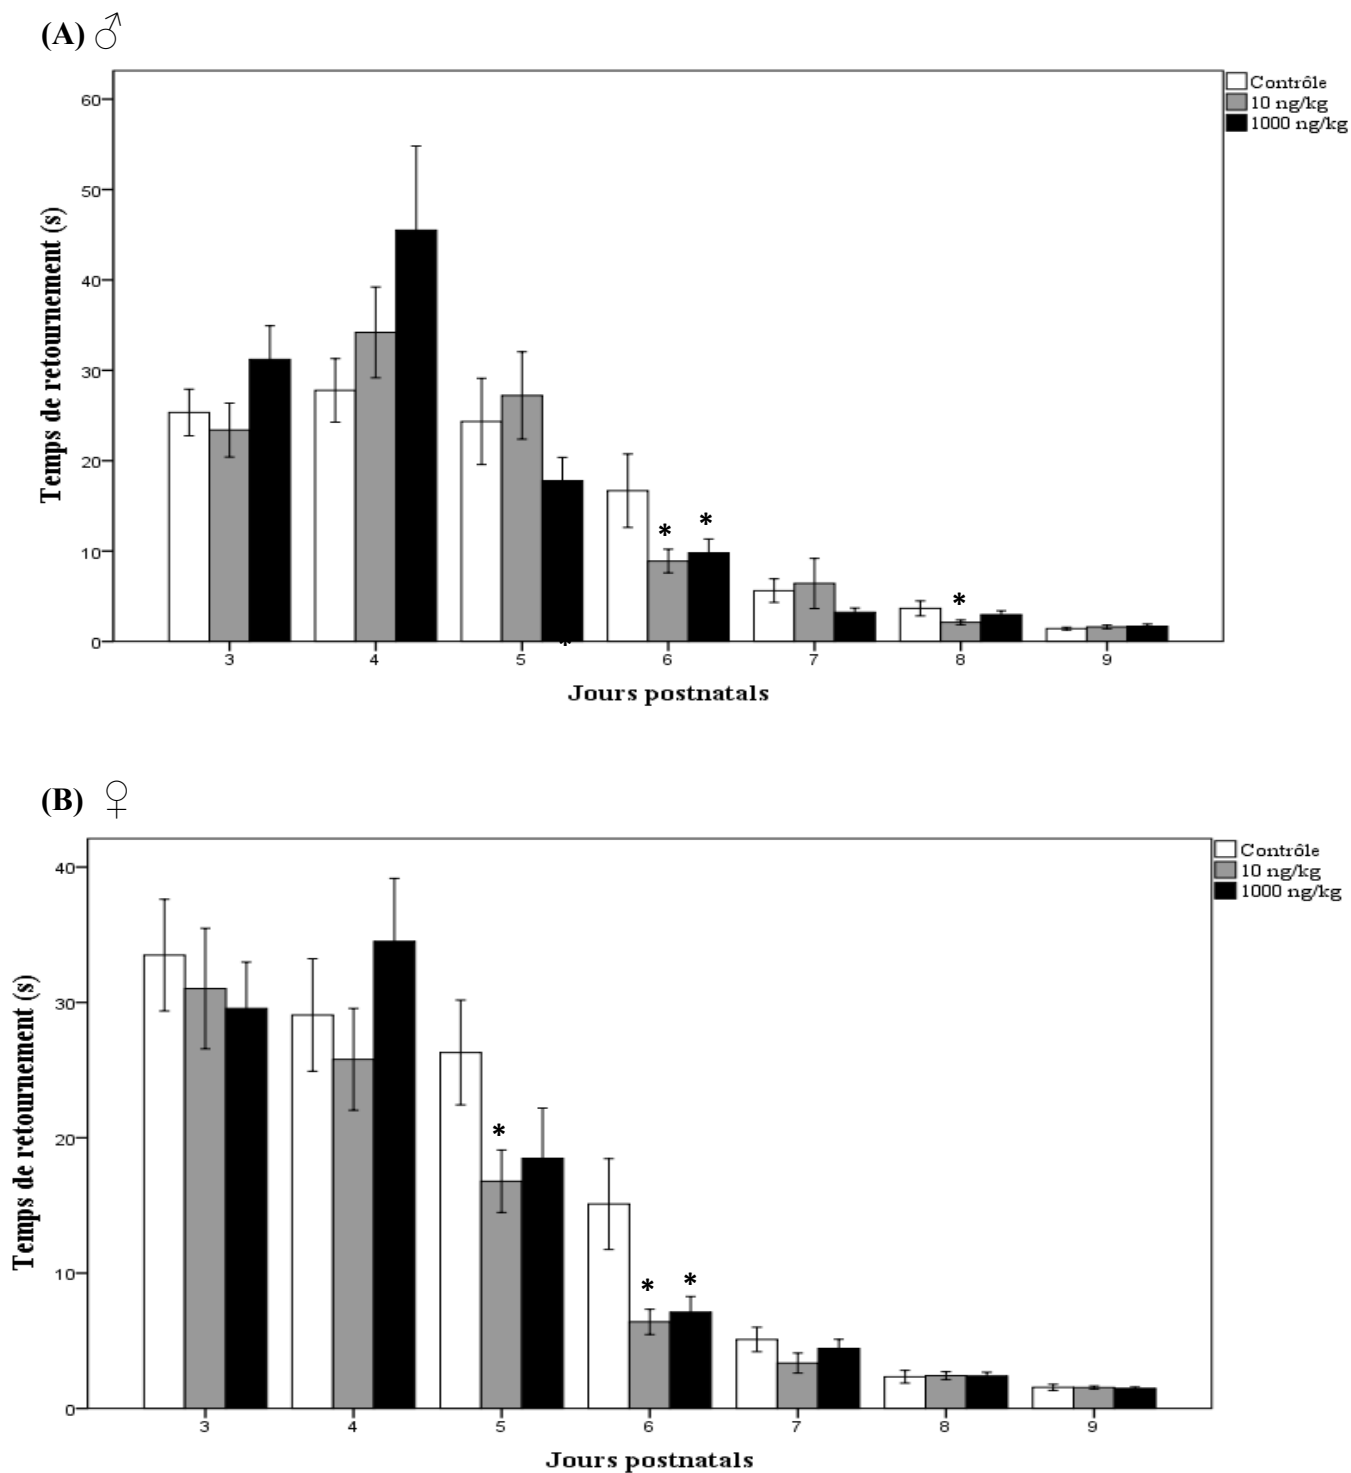 (A) ♂
Contrôle
10 ng/kg
1000 ng/kg
Temps de retournement (s)
60
50
40
30
20
10
0
* * *
*
3 4 5 6 7 8 9
Jours postnatals
(B) ♀
Contrôle
10 ng/kg
1000 ng/kg
Temps de retournement (s)
40
30
20
10
0
* * *
3 4 5 6 7 8 9
Jours postnatals